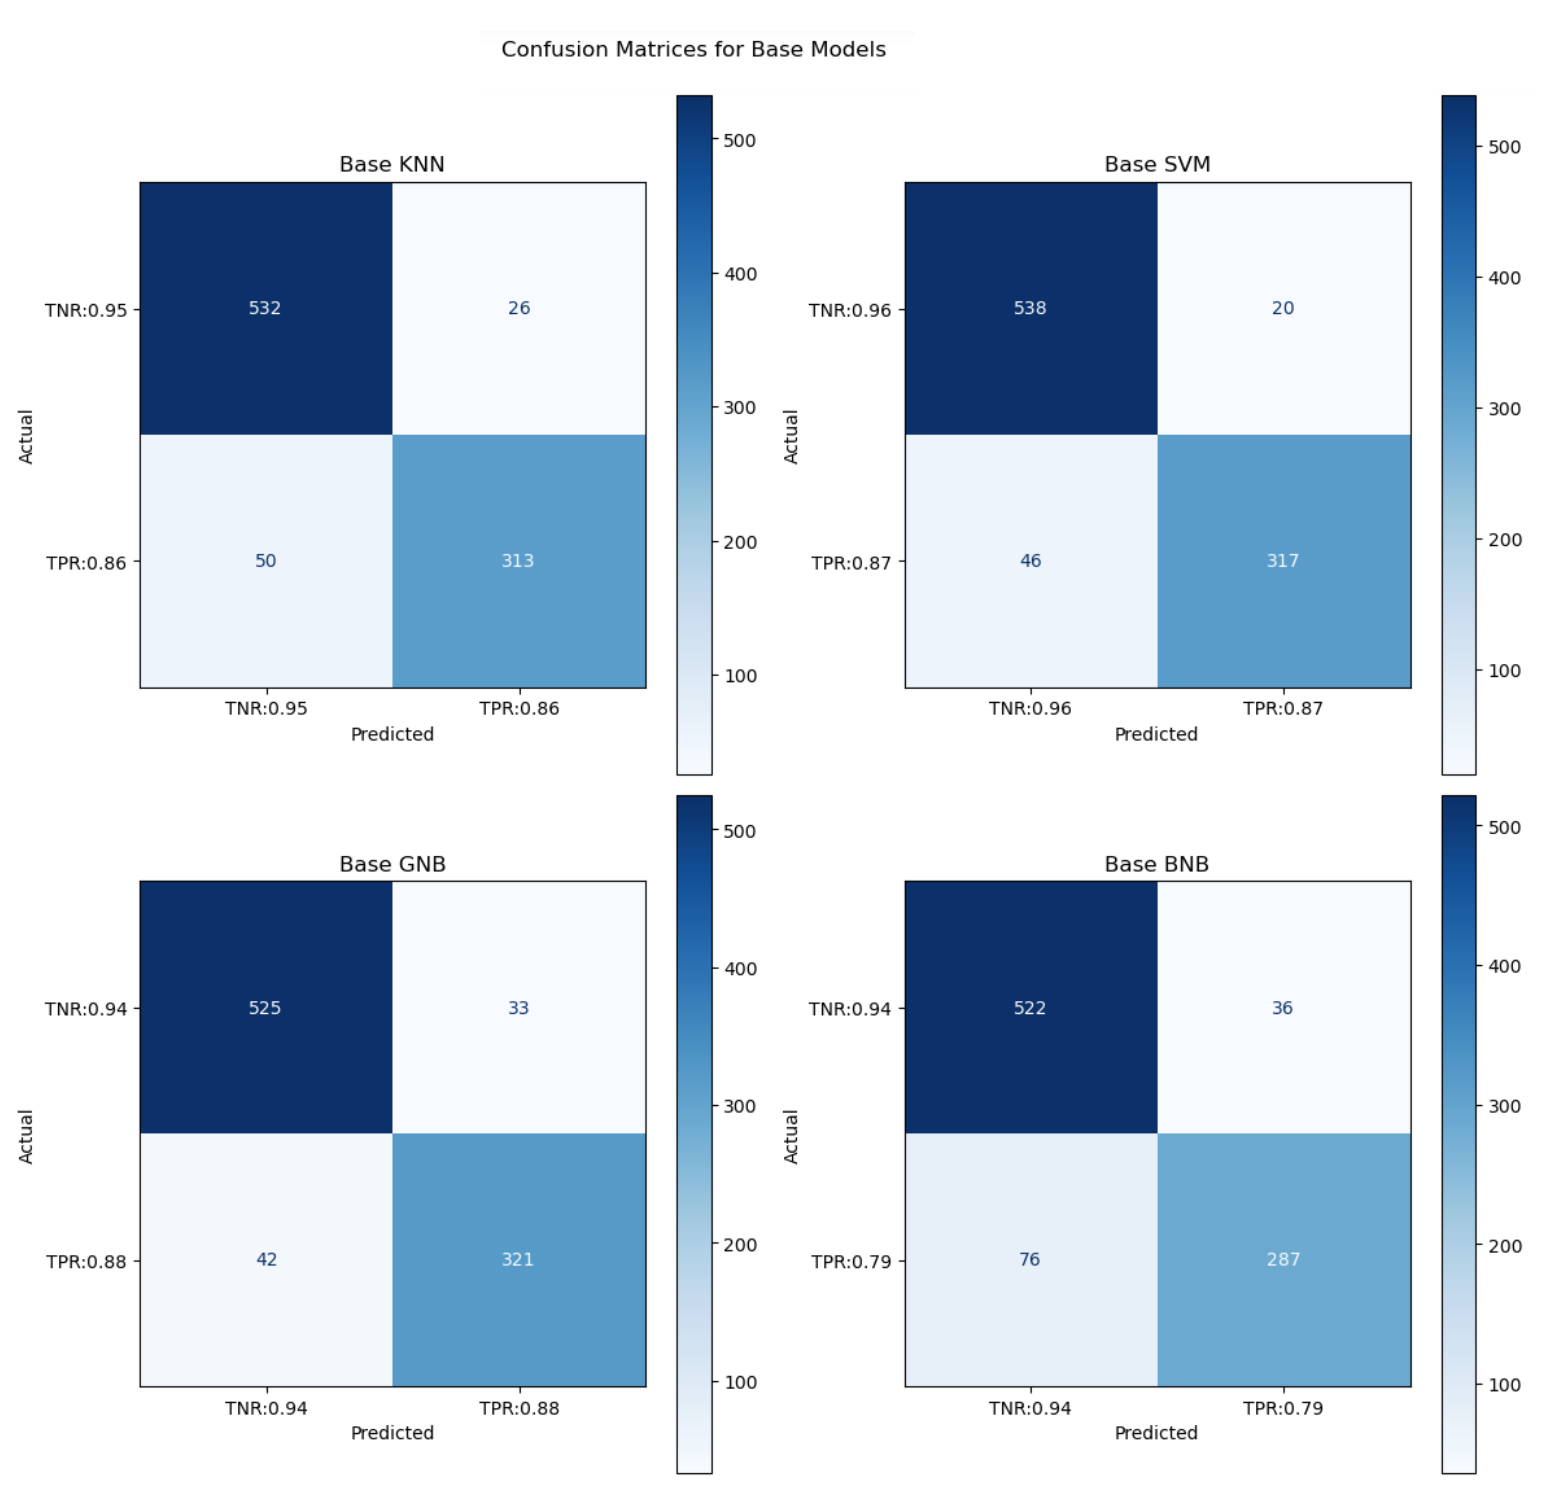 Confusion Matrices for Base Models
Base KNN
532 26
50 313
TNR:0.95
TPR:0.86
Actual
TNR:0.95 TPR:0.86
Predicted
500
400
300
200
100
Base SVM
538 20
46 317
TNR:0.96
TPR:0.87
Actual
TNR:0.96 TPR:0.87
Predicted
500
400
300
200
100
Base GNB
525 33
42 321
TNR:0.94
TPR:0.88
Actual
TNR:0.94 TPR:0.88
Predicted
500
400
300
200
100
Base BNB
522 36
76 287
TNR:0.94
TPR:0.79
Actual
TNR:0.94 TPR:0.79
Predicted
500
400
300
200
100